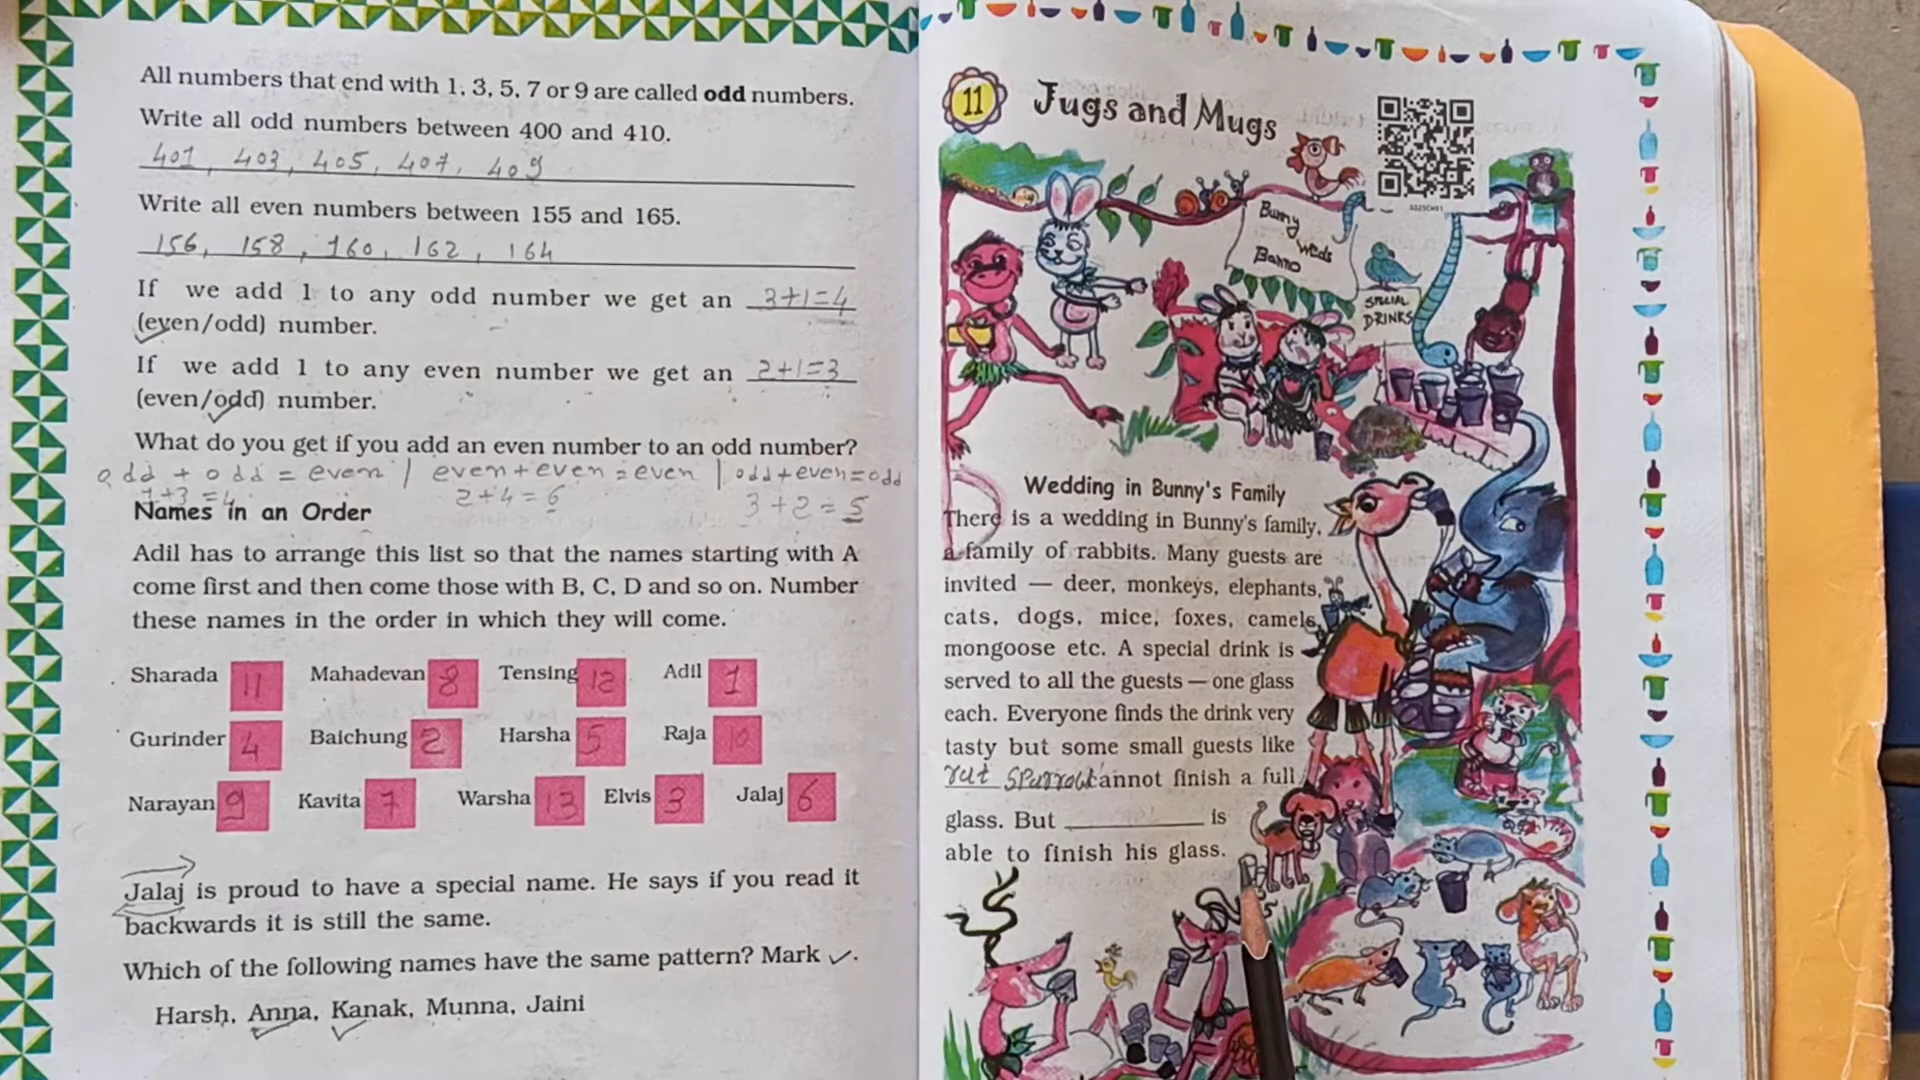 All numbers that end with 1, 3, 5, 7 or 9 are called odd numbers.
Write all odd numbers between 400 and 410.
401, 403, 405, 407, 409
Write all even numbers between 155 and 165.
156, 158, 160, 162, 164
If we add 1 to any odd number we get an 3+1=4
(even/odd) number.
If we add 1 to any even number we get an 2+1=3
(even/odd) number.
What do you get if you add an even number to an odd number?
odd + odd = even | even+even=even | odd+even=odd
1+3=4 2+4=6 3+2=5
Names in an Order
Adil has to arrange this list so that the names starting with A
come first and then come those with B, C, D and so on. Number
these names in the order in which they will come.
Sharada 11 Mahadevan 8 Tensing 12 Adil 1
Gurinder 4 Baichung 2 Harsha 5 Raja 10
Narayan 9 Kavita 7 Warsha 13 Elvis 3 Jalaj 6
Jalaj is proud to have a special name. He says if you read it
backwards it is still the same.
Which of the following names have the same pattern? Mark ✓.
Harsh, Anna, Kanak, Munna, Jaini
11 Jugs and Mugs
Bunny
weds
Banno
SPECIAL
DRINKS
Wedding in Bunny's Family
There is a wedding in Bunny's family,
a family of rabbits. Many guests are
invited — deer, monkeys, elephants,
cats, dogs, mice, foxes, camels,
mongoose etc. A special drink is
served to all the guests — one glass
each. Everyone finds the drink very
tasty but some small guests like
rat sparrow cannot finish a full
glass. But ________ is
able to finish his glass.